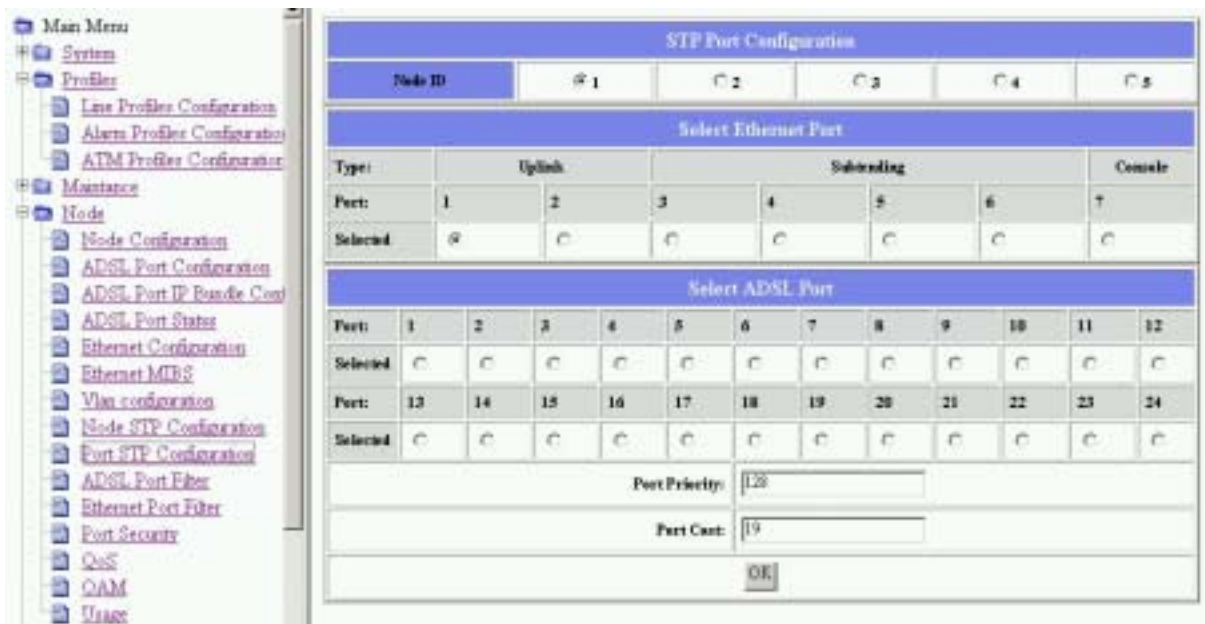 Main Menu
System
Profiles
Line Profiles Configuration
Alarm Profiles Configuration
ATM Profiles Configuration
Maintance
Node
Node Configuration
ADSL Port Configuration
ADSL Port IP Bundle Conf
ADSL Port Status
Ethernet Configuration
Ethernet MIBS
Vlan configuration
Node STP Configuration
Port STP Configuration
ADSL Port Filter
Ethernet Port Filter
Port Security
QoS
OAM
Usage
STP Port Configuration
Node ID 1 2 3 4 5
Select Ethernet Port
Type: Uplink Subtending Console
Port: 1 2 3 4 5 6 7
Selected
Select ADSL Port
Port: 1 2 3 4 5 6 7 8 9 10 11 12
Selected
Port: 13 14 15 16 17 18 19 20 21 22 23 24
Selected
Port Priority: 128
Port Cost: 19
OK